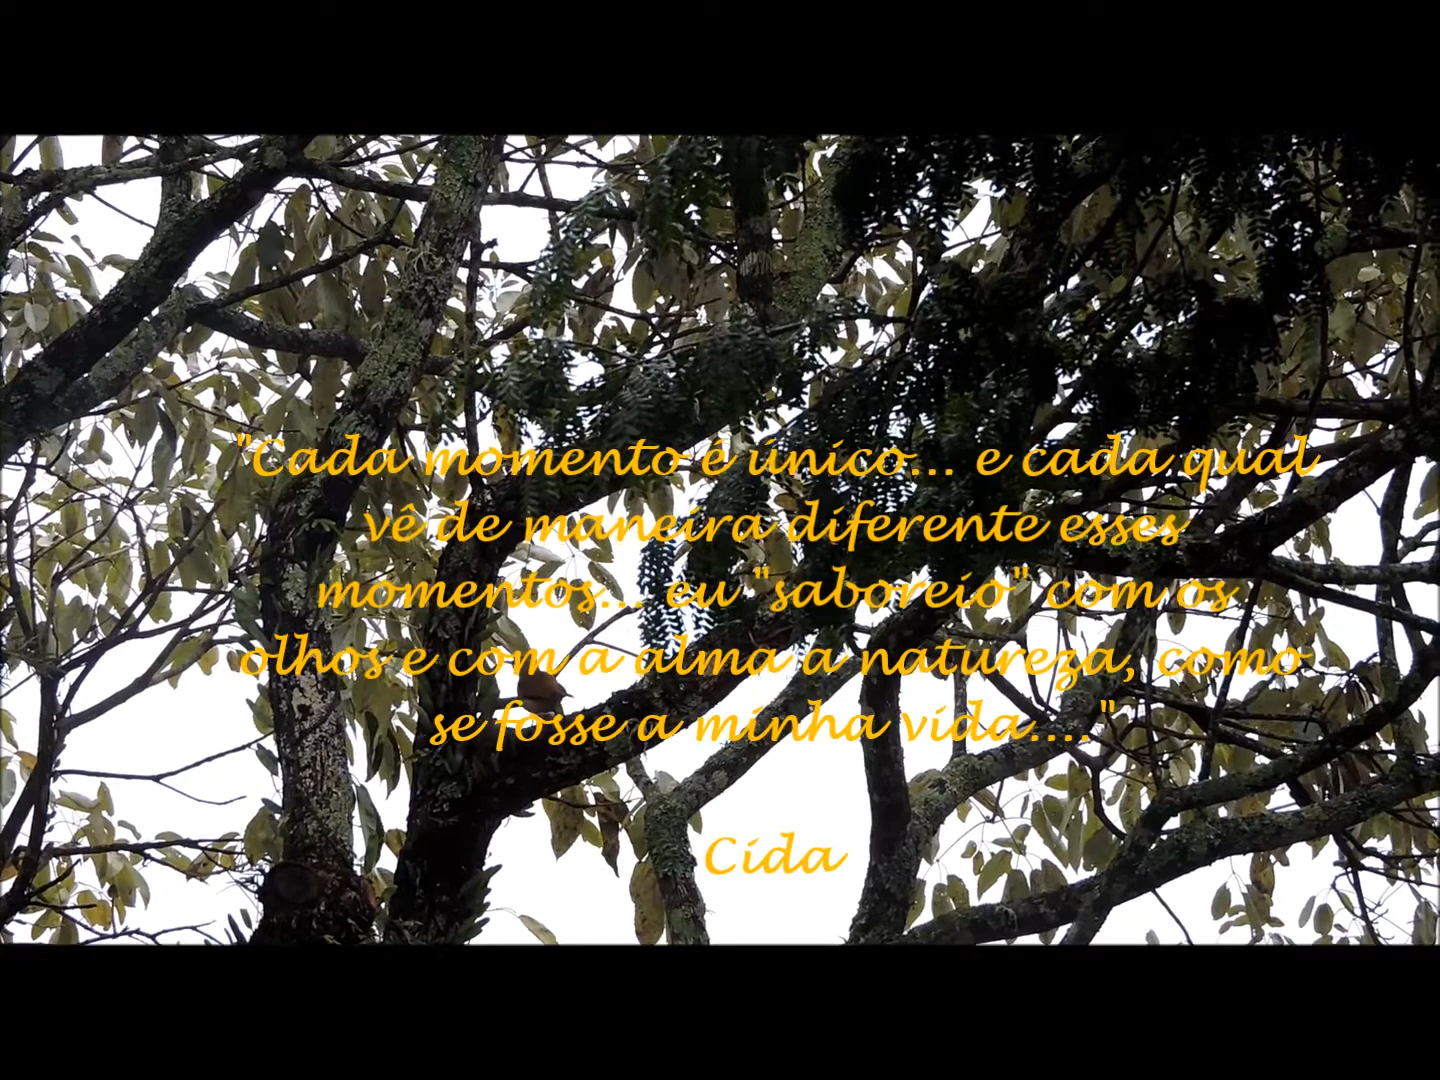 "Cada momento é único... e cada qual
vê de maneira diferente esses
momentos... eu "saboreio" com os
olhos e com a alma a natureza, como
se fosse a minha vida...."
Cida